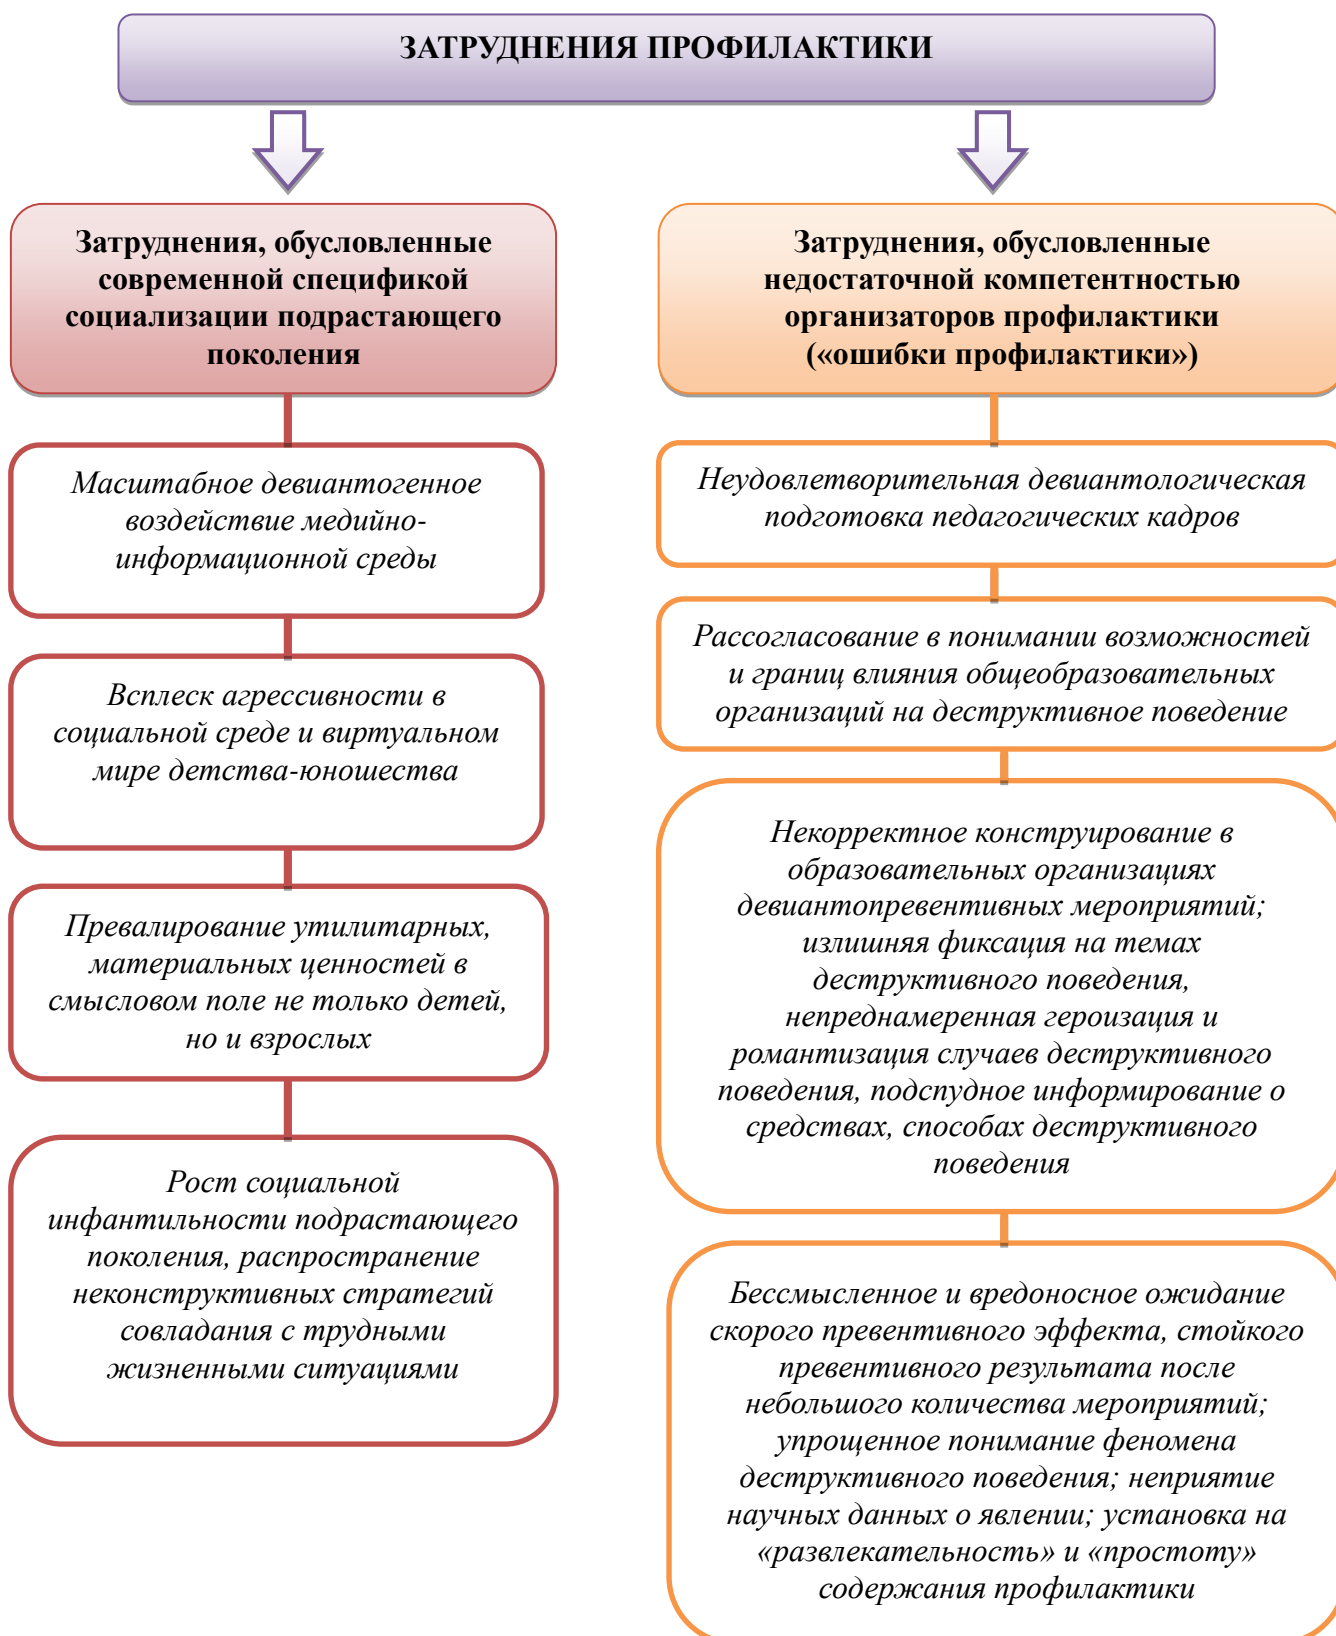 ЗАТРУДНЕНИЯ ПРОФИЛАКТИКИ
Затруднения, обусловленные
современной спецификой
социализации подрастающего
поколения
Масштабное девиантогенное
воздействие медийно-
информационной среды
Всплеск агрессивности в
социальной среде и виртуальном
мире детства-юношества
Превалирование утилитарных,
материальных ценностей в
смысловом поле не только детей,
но и взрослых
Рост социальной
инфантильности подрастающего
поколения, распространение
неконструктивных стратегий
совладания с трудными
жизненными ситуациями
Затруднения, обусловленные
недостаточной компетентностью
организаторов профилактики
(«ошибки профилактики»)
Неудовлетворительная девиантологическая
подготовка педагогических кадров
Рассогласование в понимании возможностей
и границ влияния общеобразовательных
организаций на деструктивное поведение
Некорректное конструирование в
образовательных организациях
девиантопревентивных мероприятий;
излишняя фиксация на темах
деструктивного поведения,
непреднамеренная героизация и
романтизация случаев деструктивного
поведения, подспудное информирование о
средствах, способах деструктивного
поведения
Бессмысленное и вредоносное ожидание
скорого превентивного эффекта, стойкого
превентивного результата после
небольшого количества мероприятий;
упрощенное понимание феномена
деструктивного поведения; неприятие
научных данных о явлении; установка на
«развлекательность» и «простоту»
содержания профилактики